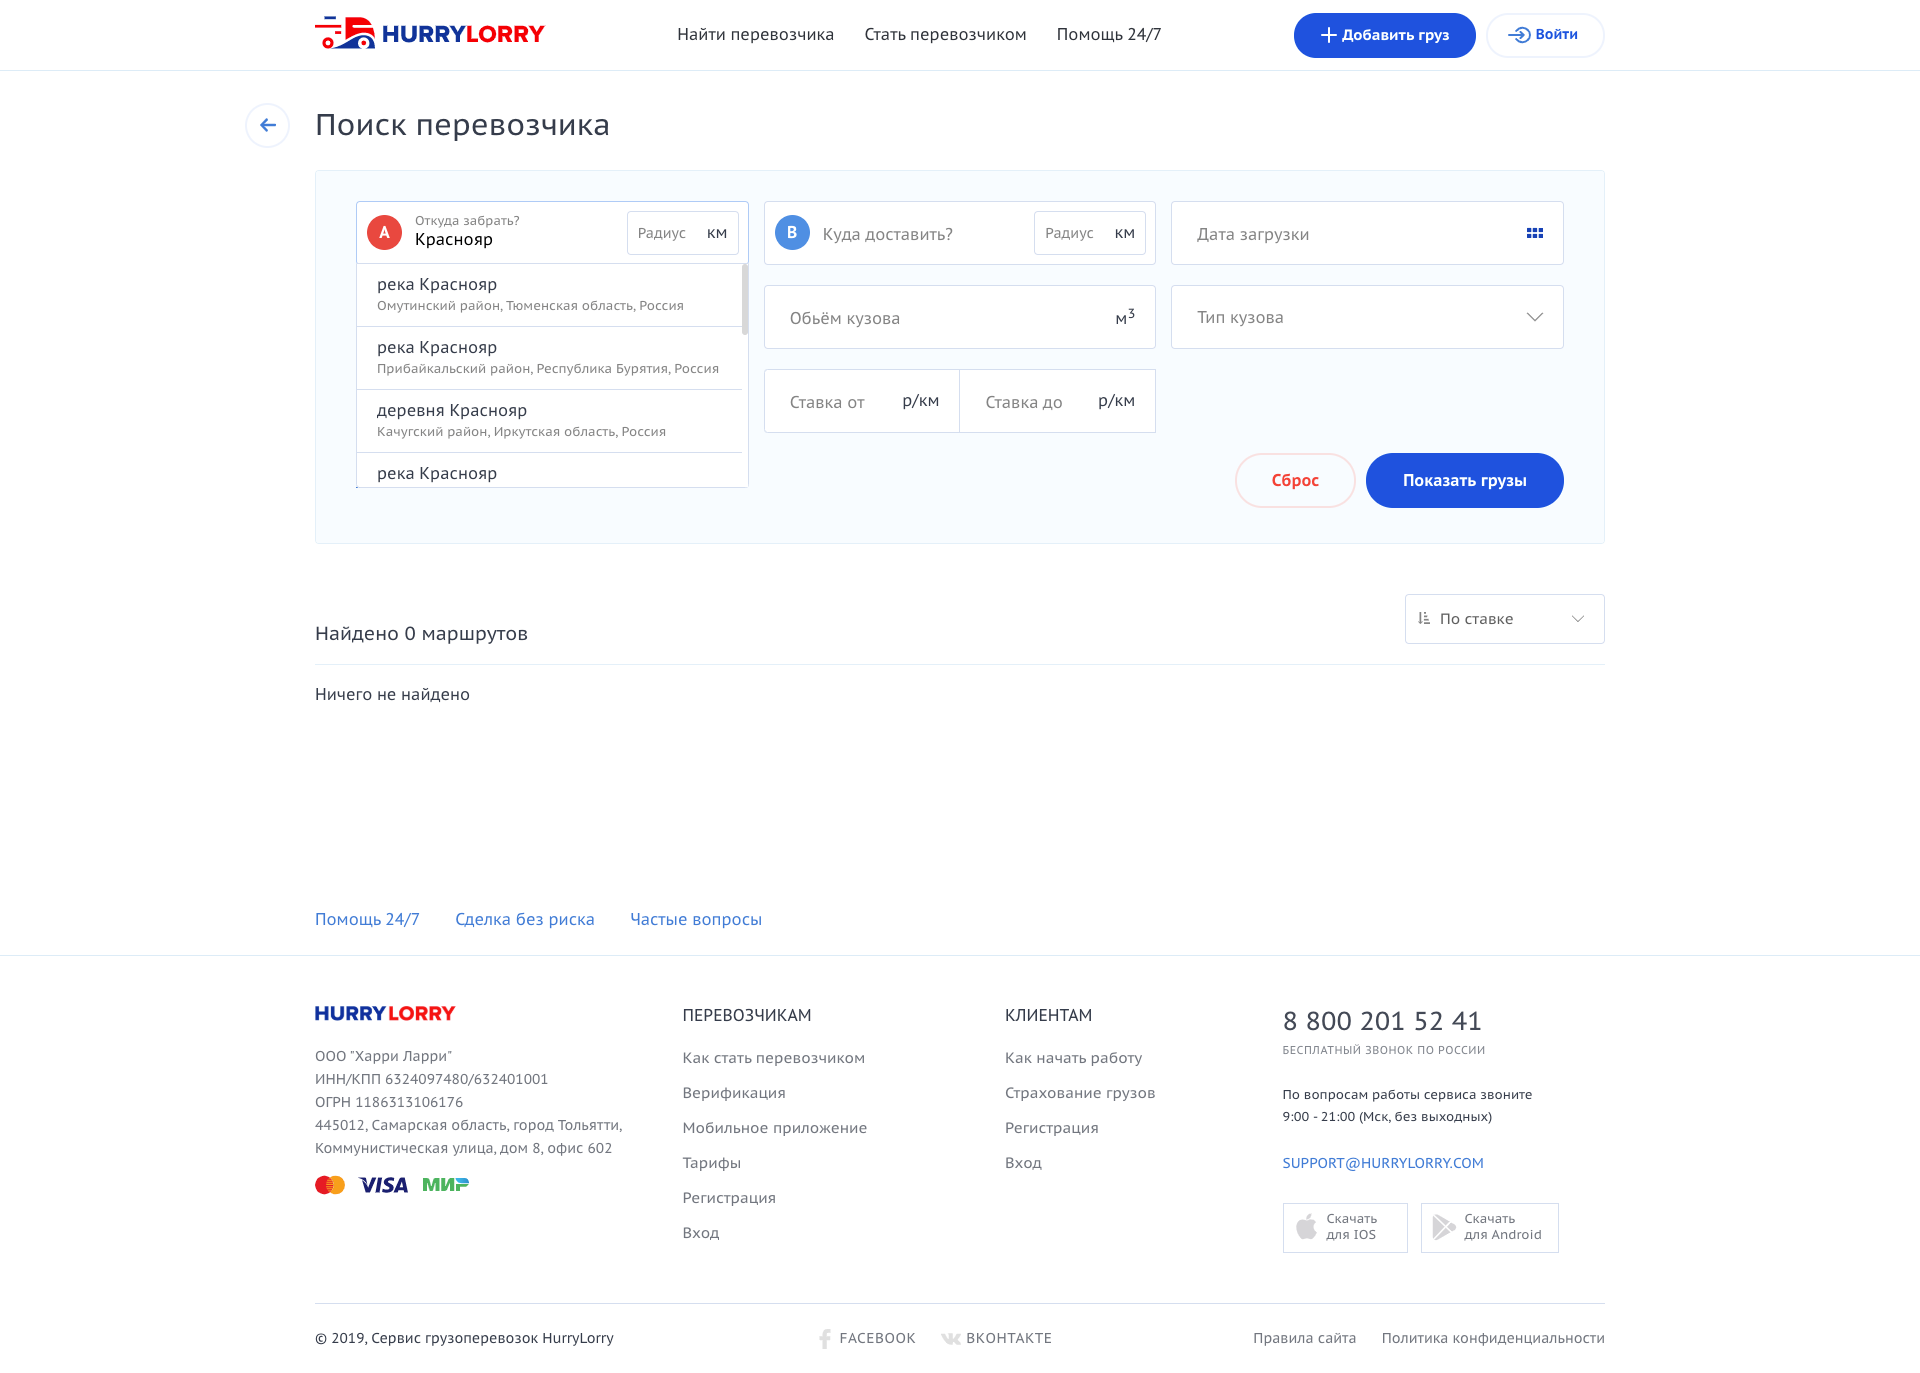 HURRYLORRY
Найти перевозчика
Стать перевозчиком
Помощь 24/7
Добавить груз
Войти
Поиск перевозчика
A
Откуда забрать?
Краснояр
Радиус
км
B
Куда доставить?
Радиус
км
Дата загрузки
река Краснояр
Омутинский район, Тюменская область, Россия
река Краснояр
Прибайкальский район, Республика Бурятия, Россия
деревня Краснояр
Качугский район, Иркутская область, Россия
река Краснояр
Обьём кузова
м3
Тип кузова
Ставка от
р/км
Ставка до
р/км
Сброс
Показать грузы
Найдено 0 маршрутов
По ставке
Ничего не найдено
Помощь 24/7
Сделка без риска
Частые вопросы
HURRYLORRY
ООО "Харри Ларри"
ИНН/КПП 6324097480/632401001
ОГРН 1186313106176
445012, Самарская область, город Тольятти,
Коммунистическая улица, дом 8, офис 602
VISA
МИР
ПЕРЕВОЗЧИКАМ
Как стать перевозчиком
Верификация
Мобильное приложение
Тарифы
Регистрация
Вход
КЛИЕНТАМ
Как начать работу
Страхование грузов
Регистрация
Вход
8 800 201 52 41
БЕСПЛАТНЫЙ ЗВОНОК ПО РОССИИ
По вопросам работы сервиса звоните
9:00 - 21:00 (Мск, без выходных)
SUPPORT@HURRYLORRY.COM
Скачать
для IOS
Скачать
для Android
© 2019, Сервис грузоперевозок HurryLorry
FACEBOOK
ВКОНТАКТЕ
Правила сайта
Политика конфиденциальности